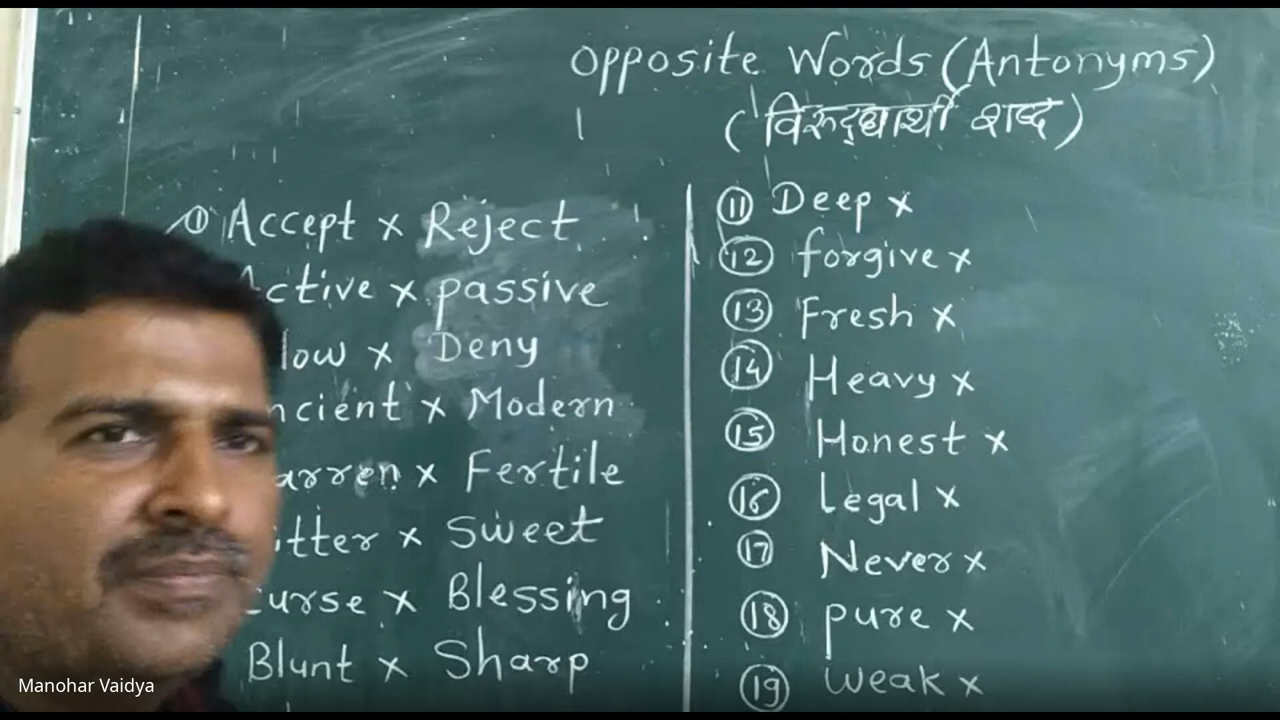 Opposite Words (Antonyms)
(विरूद्घार्थी शब्द)
① Accept × Reject
Active × passive
low × Deny
ncient × Modern
arren × Fertile
itter × Sweet
curse × Blessing
Blunt × Sharp
⑪ Deep ×
⑫ forgive ×
⑬ Fresh ×
⑭ Heavy ×
⑮ Honest ×
⑯ Legal ×
⑰ Never ×
⑱ pure ×
⑲ weak ×
Manohar Vaidya